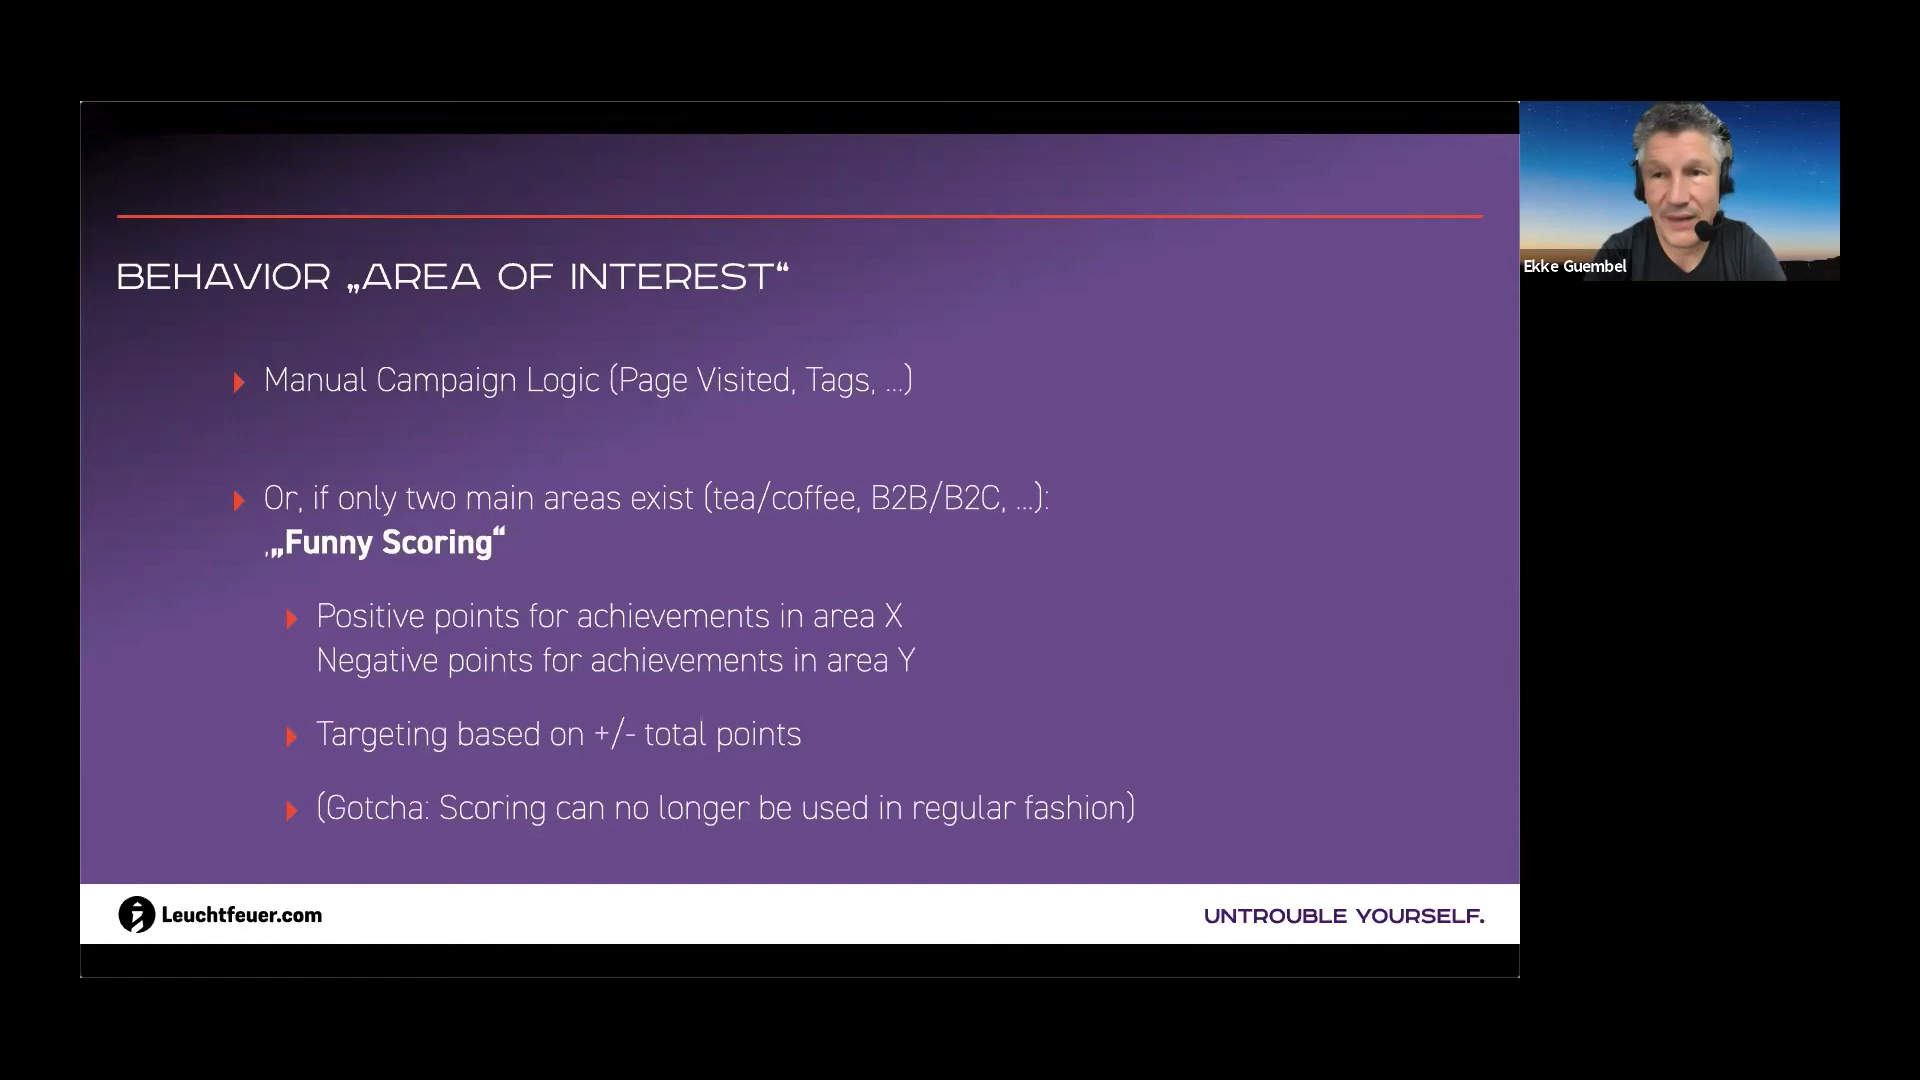 BEHAVIOR „AREA OF INTEREST“
Manual Campaign Logic (Page Visited, Tags, ...)
Or, if only two main areas exist (tea/coffee, B2B/B2C, ...):
„Funny Scoring“
Positive points for achievements in area X
Negative points for achievements in area Y
Targeting based on +/- total points
(Gotcha: Scoring can no longer be used in regular fashion)
Leuchtfeuer.com
UNTROUBLE YOURSELF.
Ekke Guembel